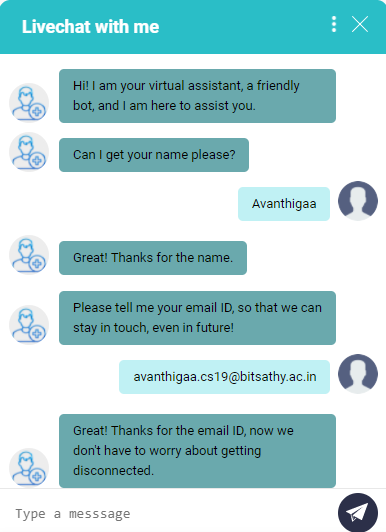 Livechat with me
Hi! I am your virtual assistant, a friendly
bot, and I am here to assist you.
Can I get your name please?
Avanthigaa
Great! Thanks for the name.
Please tell me your email ID, so that we can
stay in touch, even in future!
avanthigaa.cs19@bitsathy.ac.in
Great! Thanks for the email ID, now we
don't have to worry about getting
disconnected.
Type a messsage